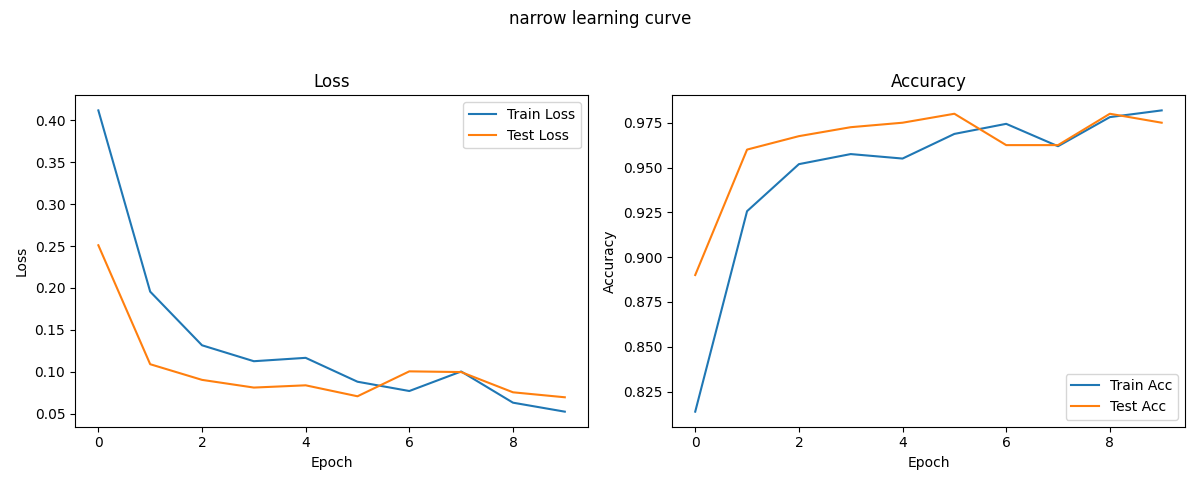 narrow learning curve
Loss
Train Loss
Test Loss
0.40
0.35
0.30
0.25
0.20
0.15
0.10
0.05
Loss
0 2 4 6 8
Epoch
Accuracy
0.975
0.950
0.925
0.900
0.875
0.850
0.825
Accuracy
Train Acc
Test Acc
0 2 4 6 8
Epoch